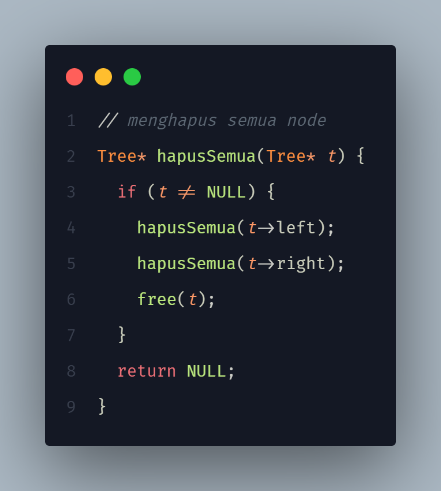 1 // menghapus semua node
2 Tree* hapusSemua(Tree* t) {
3   if (t != NULL) {
4     hapusSemua(t->left);
5     hapusSemua(t->right);
6     free(t);
7   }
8   return NULL;
9 }